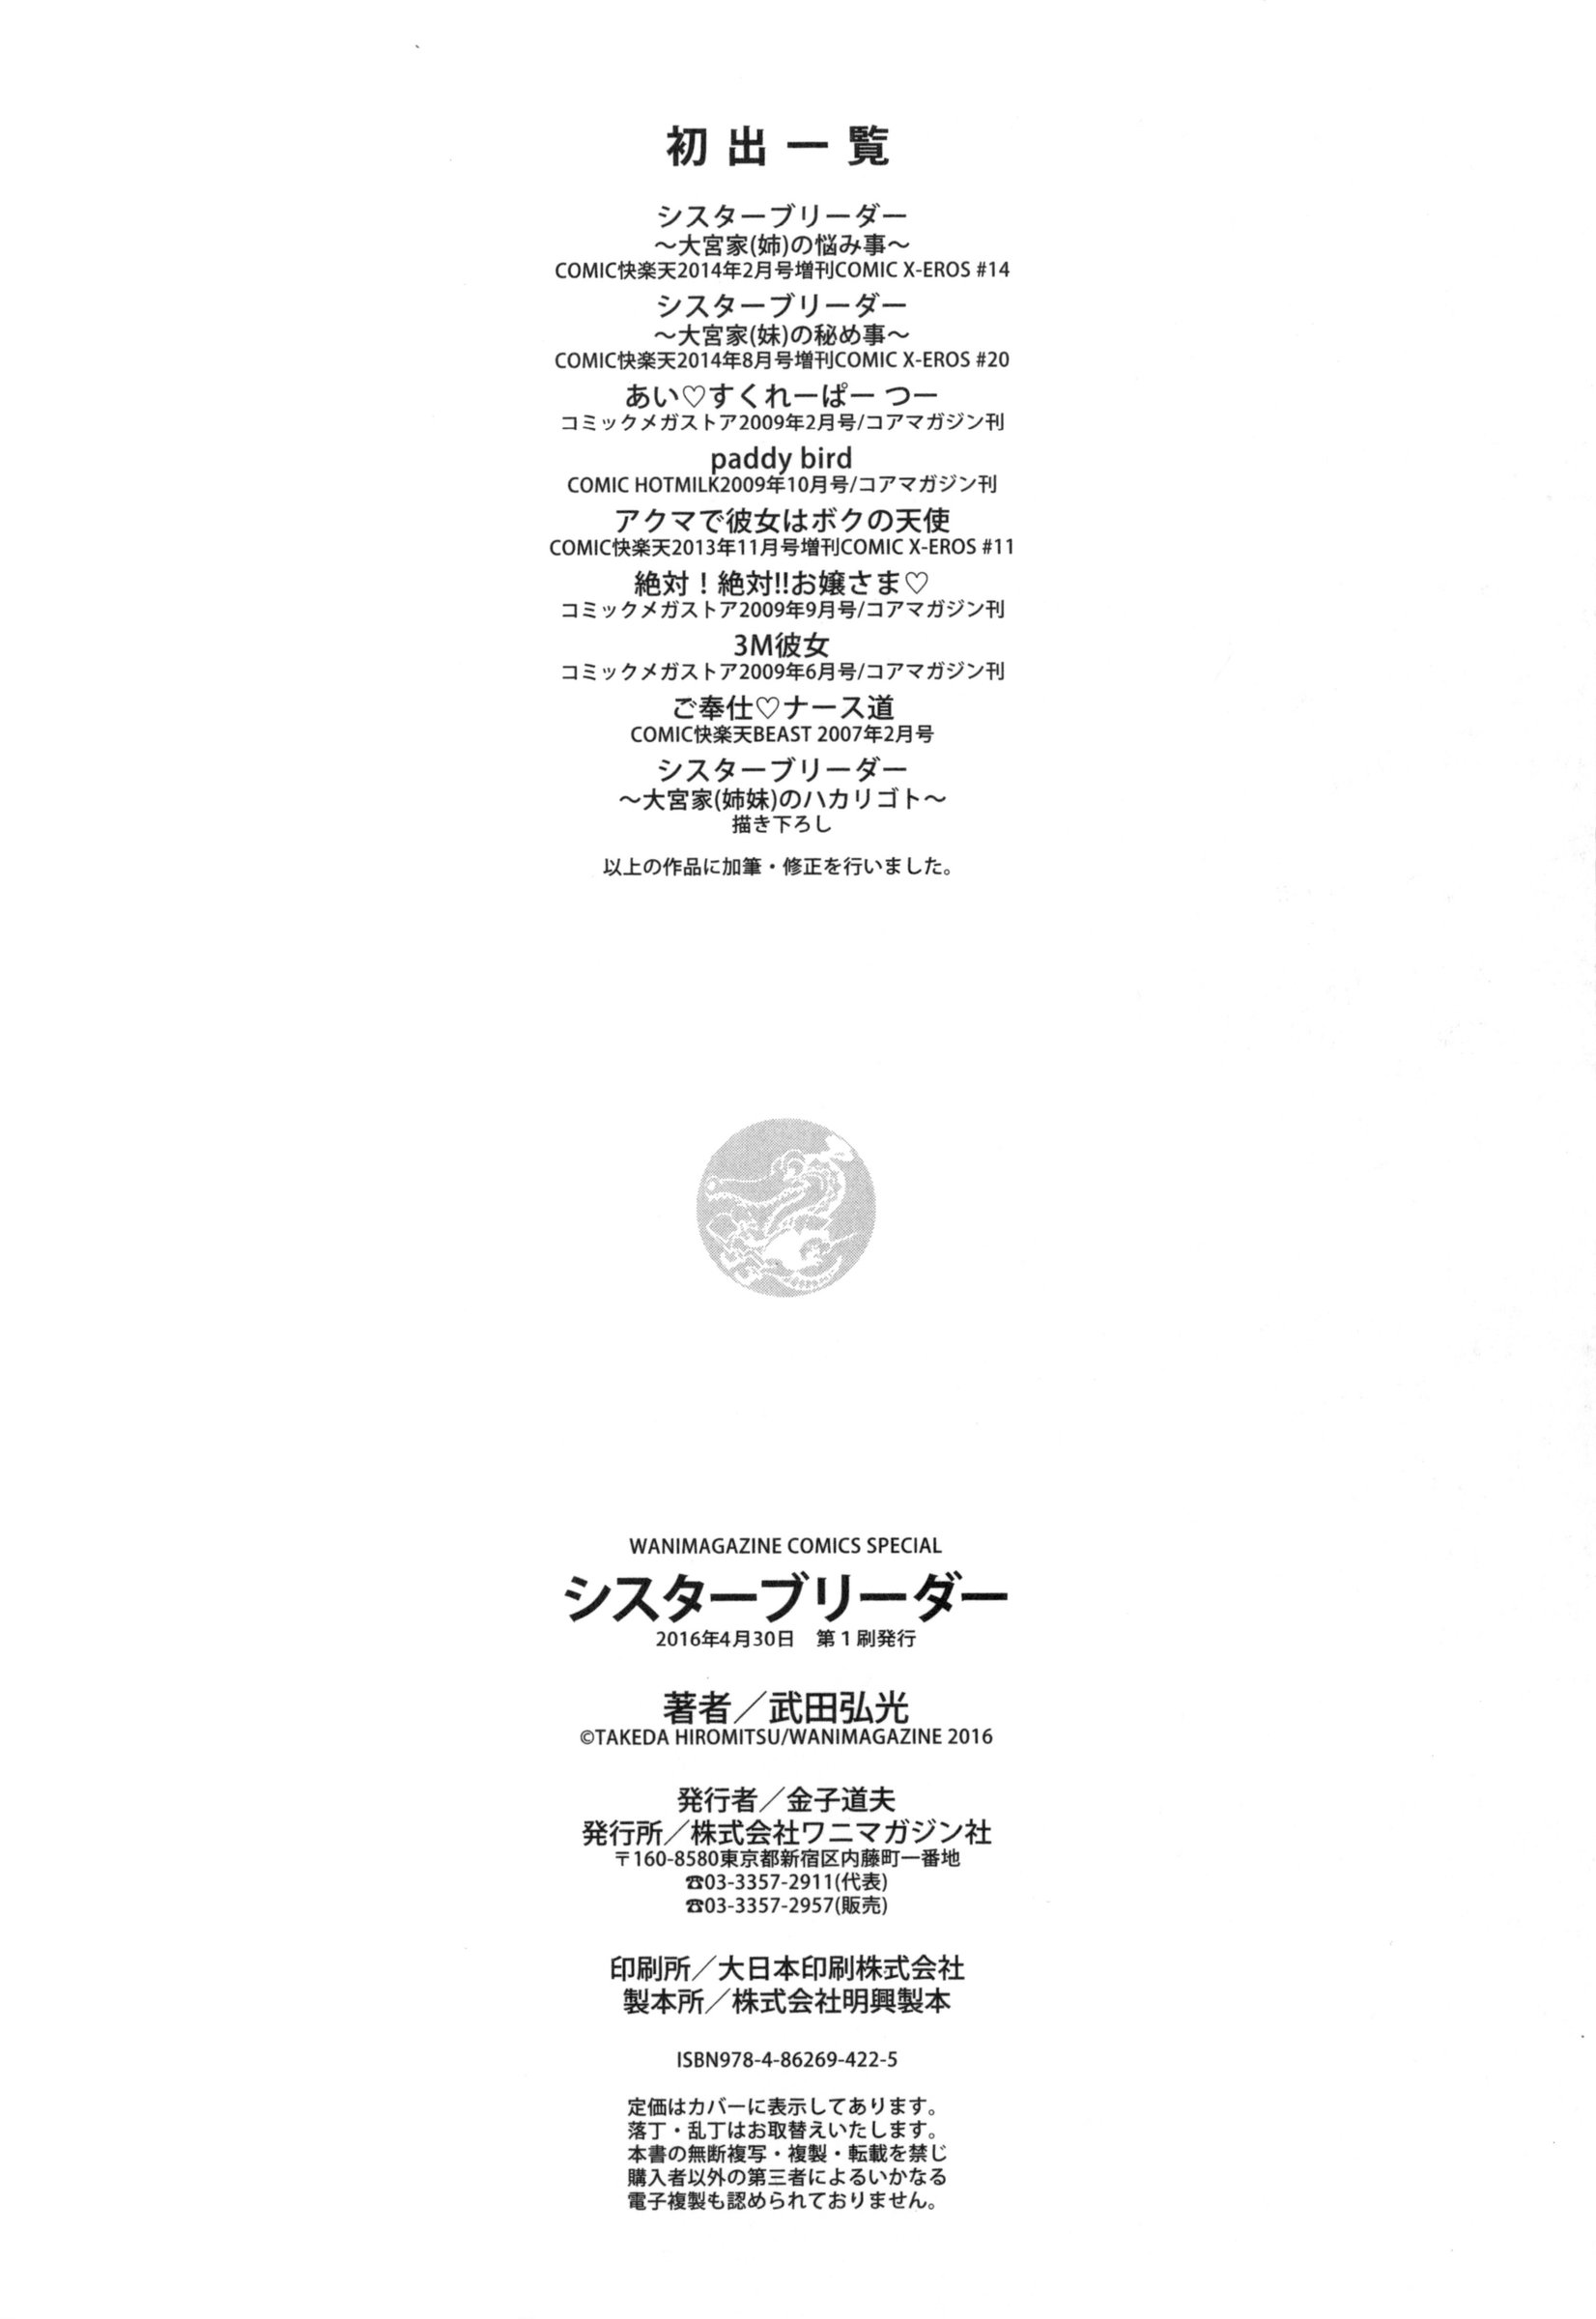 初出一覧
シスターブリーダー
～大宮家(姉)の悩み事～
COMIC快楽天2014年2月号増刊COMIC X-EROS #14
シスターブリーダー
～大宮家(妹)の秘め事～
COMIC快楽天2014年8月号増刊COMIC X-EROS #20
あい♡すくれーぱー つー
コミックメガストア2009年2月号/コアマガジン刊
paddy bird
COMIC HOTMILK2009年10月号/コアマガジン刊
アクマで彼女はボクの天使
COMIC快楽天2013年11月号増刊COMIC X-EROS #11
絶対！絶対!!お嬢さま♡
コミックメガストア2009年9月号/コアマガジン刊
3M彼女
コミックメガストア2009年6月号/コアマガジン刊
ご奉仕♡ナース道
COMIC快楽天BEAST 2007年2月号
シスターブリーダー
～大宮家(姉妹)のハカリゴト～
描き下ろし
以上の作品に加筆・修正を行いました。
WANIMAGAZINE COMICS SPECIAL
シスターブリーダー
2016年4月30日　第１刷発行
著者／武田弘光
©TAKEDA HIROMITSU/WANIMAGAZINE 2016
発行者／金子道夫
発行所／株式会社ワニマガジン社
〒160-8580東京都新宿区内藤町一番地
☎03-3357-2911(代表)
☎03-3357-2957(販売)
印刷所／大日本印刷株式会社
製本所／株式会社明興製本
ISBN978-4-86269-422-5
定価はカバーに表示してあります。
落丁・乱丁はお取替えいたします。
本書の無断複写・複製・転載を禁じ
購入者以外の第三者によるいかなる
電子複製も認められておりません。